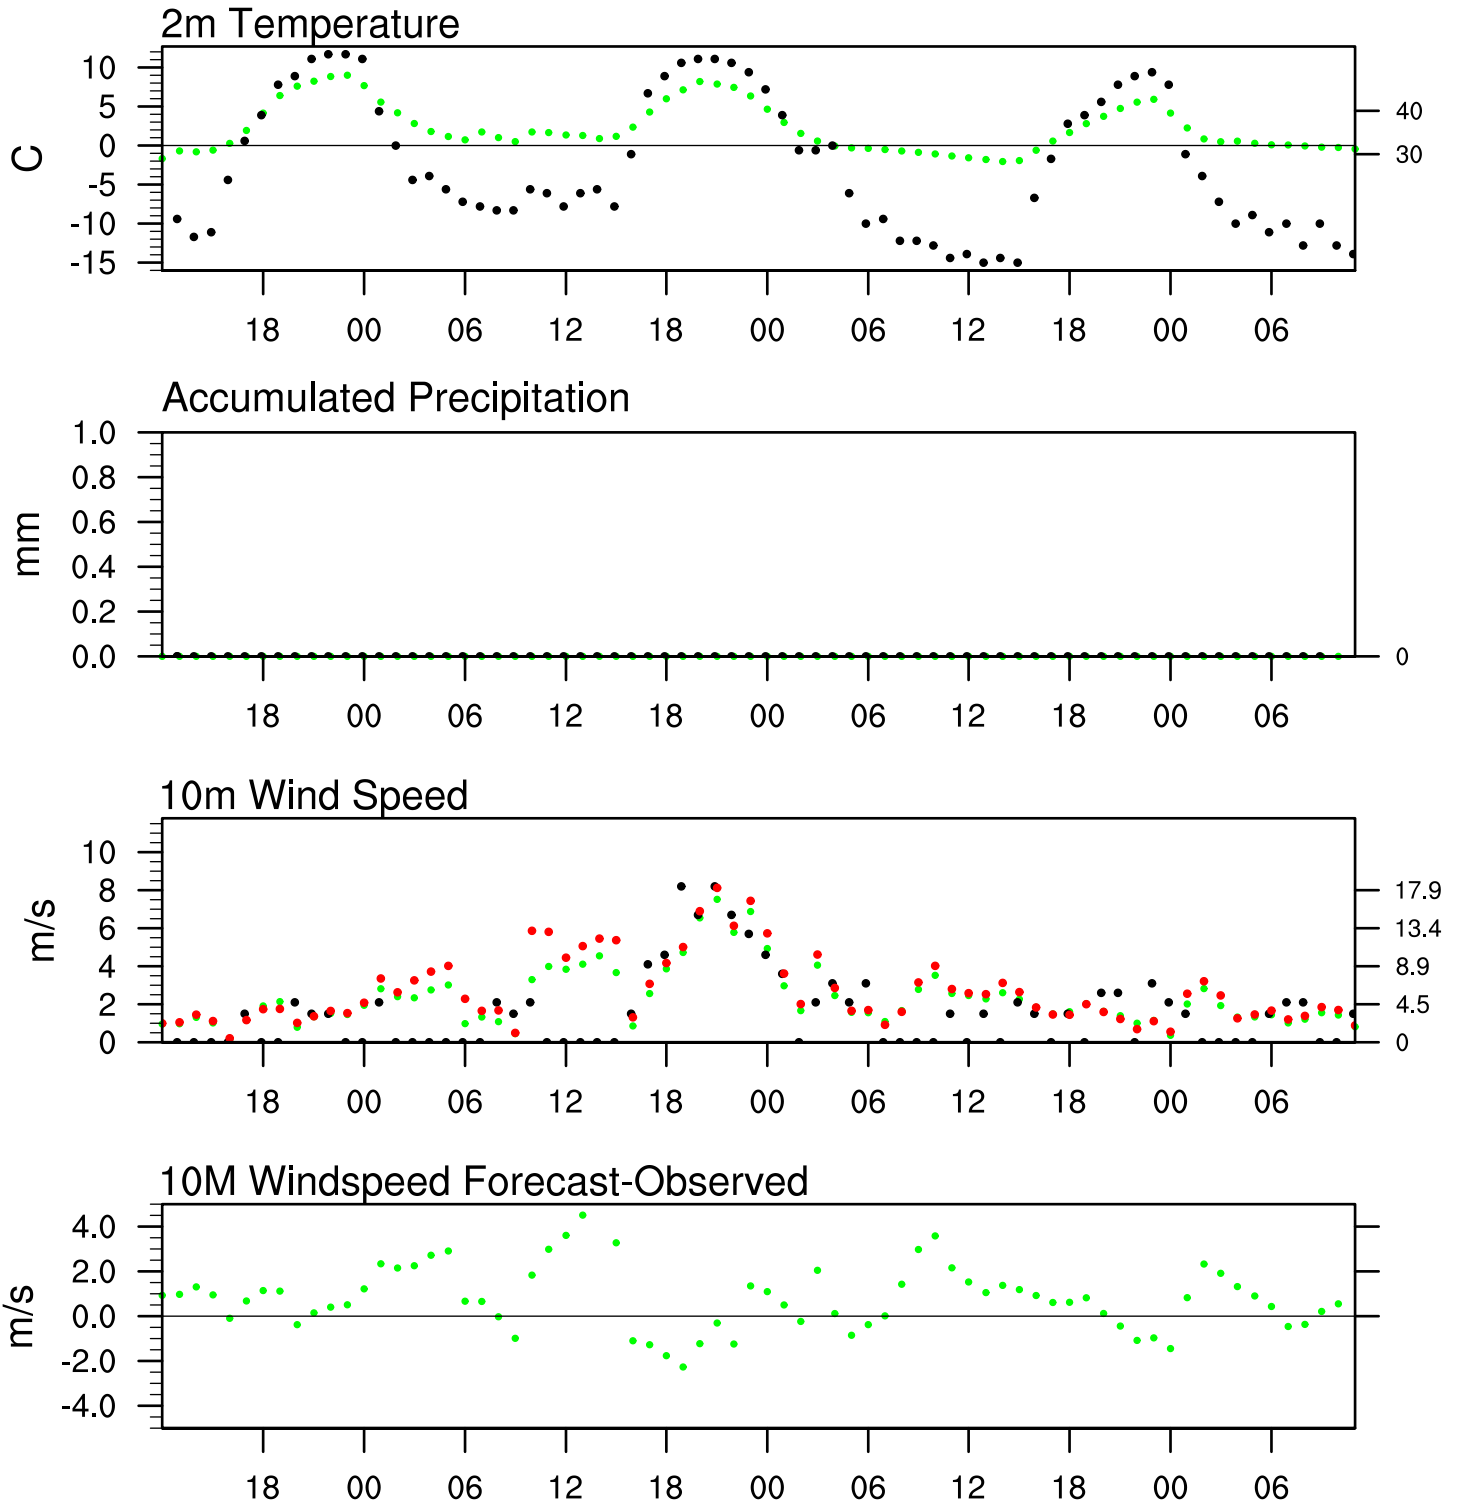 2m Temperature
10
5
0
-5
-10
-15
C
40
30
18 00 06 12 18 00 06 12 18 00 06
Accumulated Precipitation
1.0
0.8
0.6
0.4
0.2
0.0
mm
0
18 00 06 12 18 00 06 12 18 00 06
10m Wind Speed
10
8
6
4
2
0
m/s
17.9
13.4
8.9
4.5
0
18 00 06 12 18 00 06 12 18 00 06
10M Windspeed Forecast-Observed
4.0
2.0
0.0
-2.0
-4.0
m/s
18 00 06 12 18 00 06 12 18 00 06